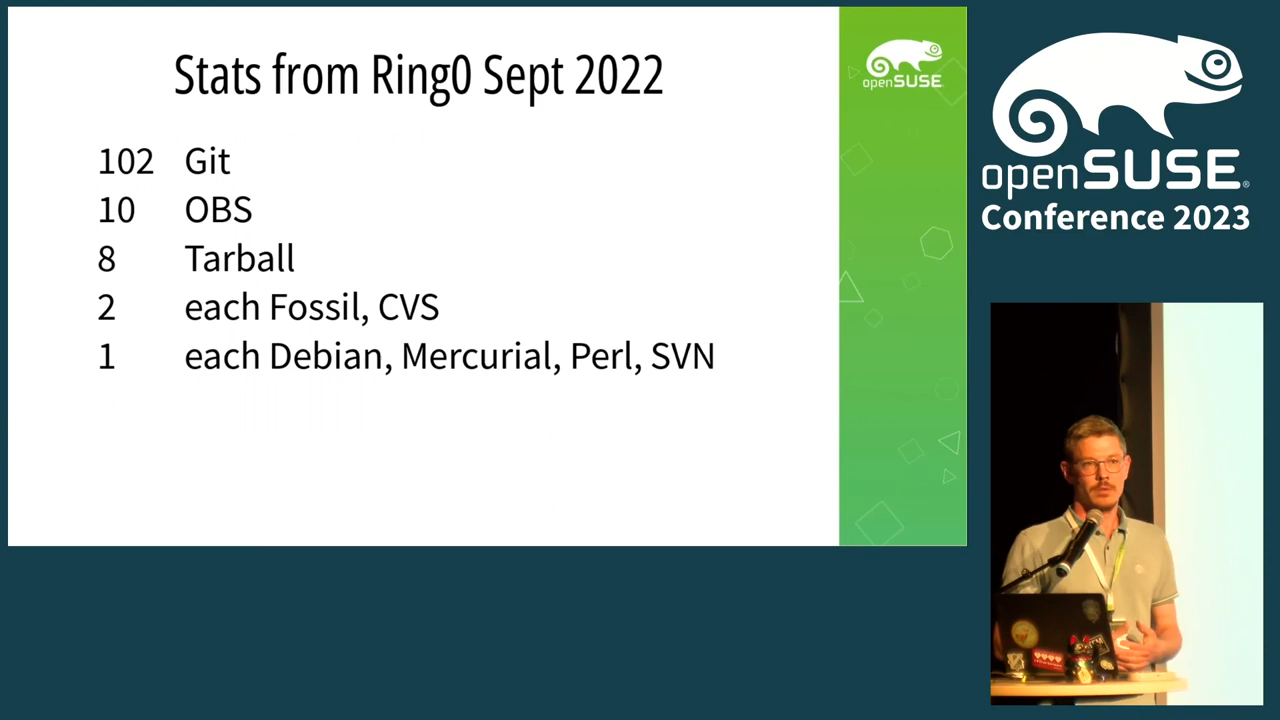 Stats from Ring0 Sept 2022
102 Git
10 OBS
8 Tarball
2 each Fossil, CVS
1 each Debian, Mercurial, Perl, SVN
openSUSE
openSUSE®
Conference 2023